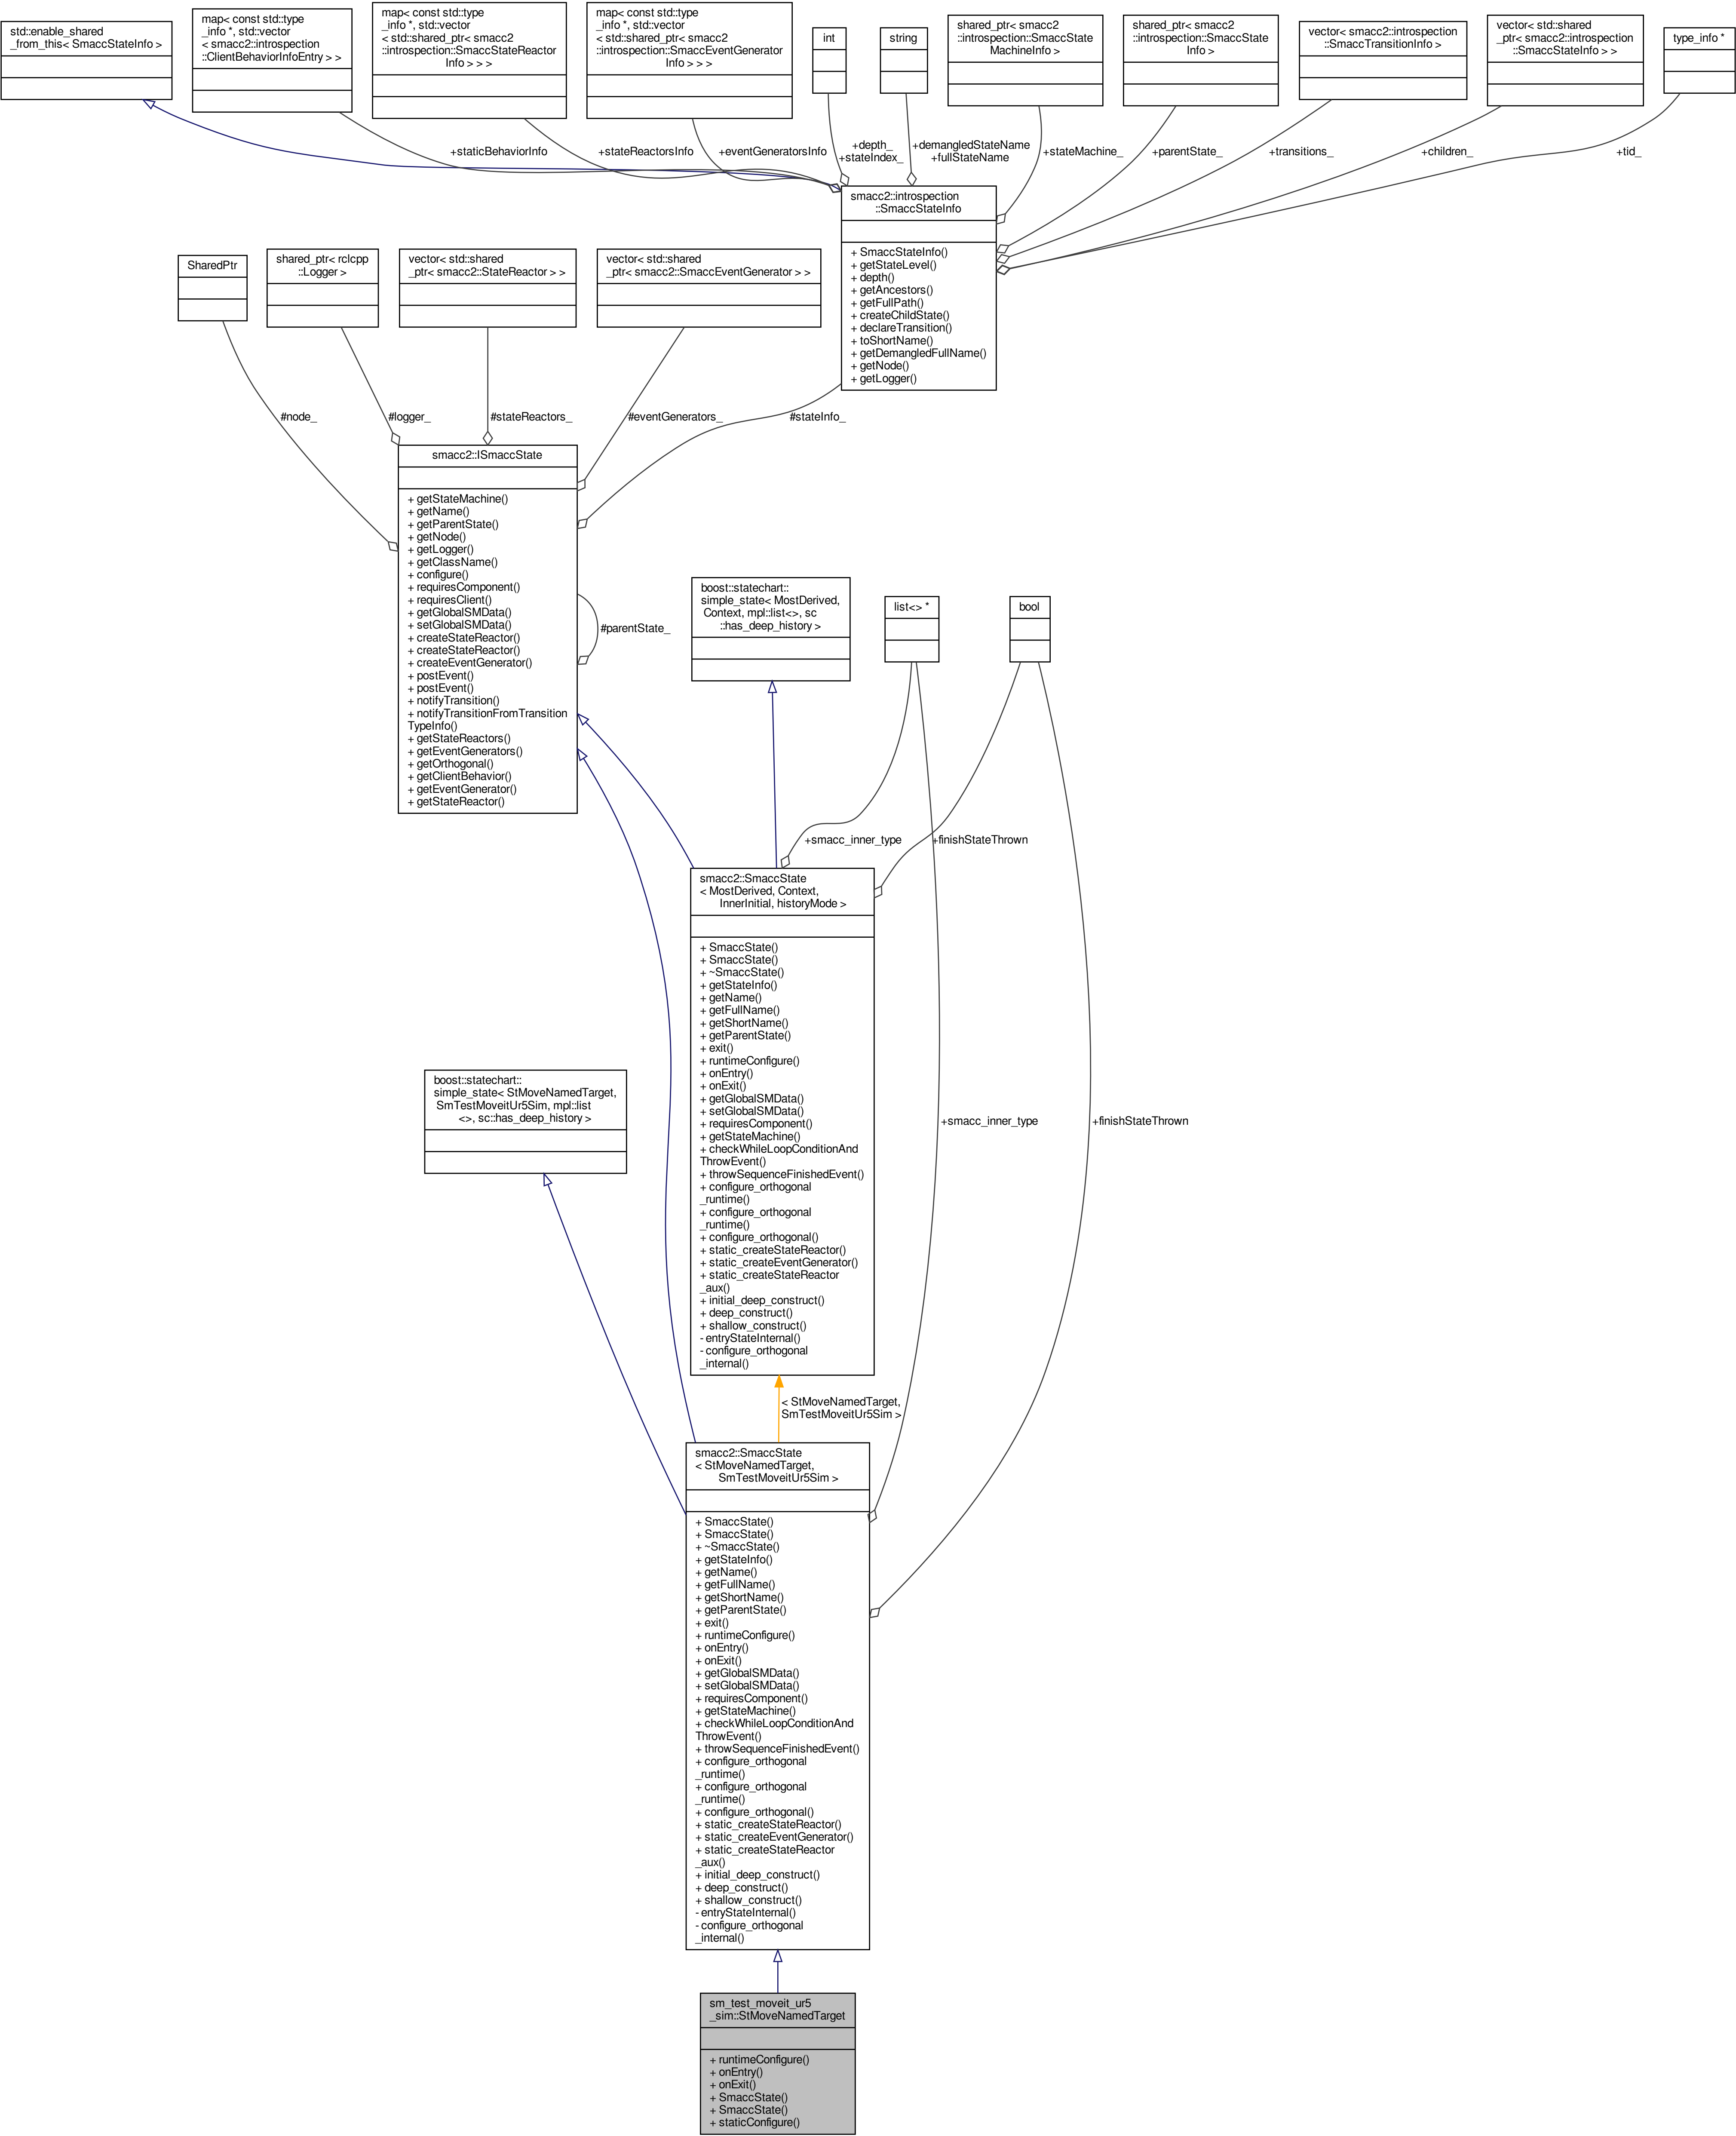 std::enable_shared
_from_this< SmaccStateInfo >
map< const std::type
_info *, std::vector
< smacc2::introspection
::ClientBehaviorInfoEntry > >
map< const std::type
_info *, std::vector
< std::shared_ptr< smacc2
::introspection::SmaccStateReactor
Info > > >
map< const std::type
_info *, std::vector
< std::shared_ptr< smacc2
::introspection::SmaccEventGenerator
Info > > >
int
string
shared_ptr< smacc2
::introspection::SmaccState
MachineInfo >
shared_ptr< smacc2
::introspection::SmaccState
Info >
vector< smacc2::introspection
::SmaccTransitionInfo >
vector< std::shared
_ptr< smacc2::introspection
::SmaccStateInfo > >
type_info *
+staticBehaviorInfo
+stateReactorsInfo
+eventGeneratorsInfo
+depth_
+stateIndex_
+demangledStateName
+fullStateName
+stateMachine_
+parentState_
+transitions_
+children_
+tid_
smacc2::introspection
::SmaccStateInfo
+ SmaccStateInfo()
+ getStateLevel()
+ depth()
+ getAncestors()
+ getFullPath()
+ createChildState()
+ declareTransition()
+ toShortName()
+ getDemangledFullName()
+ getNode()
+ getLogger()
SharedPtr
shared_ptr< rclcpp
::Logger >
vector< std::shared
_ptr< smacc2::StateReactor > >
vector< std::shared
_ptr< smacc2::SmaccEventGenerator > >
#node_
#logger_
#stateReactors_
#eventGenerators_
#stateInfo_
smacc2::ISmaccState
+ getStateMachine()
+ getName()
+ getParentState()
+ getNode()
+ getLogger()
+ getClassName()
+ configure()
+ requiresComponent()
+ requiresClient()
+ getGlobalSMData()
+ setGlobalSMData()
+ createStateReactor()
+ createStateReactor()
+ createEventGenerator()
+ postEvent()
+ postEvent()
+ notifyTransition()
+ notifyTransitionFromTransition
TypeInfo()
+ getStateReactors()
+ getEventGenerators()
+ getOrthogonal()
+ getClientBehavior()
+ getEventGenerator()
+ getStateReactor()
#parentState_
boost::statechart::
simple_state< MostDerived,
Context, mpl::list<>, sc
::has_deep_history >
list<> *
bool
+smacc_inner_type
+finishStateThrown
smacc2::SmaccState
< MostDerived, Context,
InnerInitial, historyMode >
+ SmaccState()
+ SmaccState()
+ ~SmaccState()
+ getStateInfo()
+ getName()
+ getFullName()
+ getShortName()
+ getParentState()
+ exit()
+ runtimeConfigure()
+ onEntry()
+ onExit()
+ getGlobalSMData()
+ setGlobalSMData()
+ requiresComponent()
+ getStateMachine()
+ checkWhileLoopConditionAnd
ThrowEvent()
+ throwSequenceFinishedEvent()
+ configure_orthogonal
_runtime()
+ configure_orthogonal
_runtime()
+ configure_orthogonal()
+ static_createStateReactor()
+ static_createEventGenerator()
+ static_createStateReactor
_aux()
+ initial_deep_construct()
+ deep_construct()
+ shallow_construct()
- entryStateInternal()
- configure_orthogonal
_internal()
boost::statechart::
simple_state< StMoveNamedTarget,
SmTestMoveitUr5Sim, mpl::list
<>, sc::has_deep_history >
+smacc_inner_type
+finishStateThrown
< StMoveNamedTarget,
SmTestMoveitUr5Sim >
smacc2::SmaccState
< StMoveNamedTarget,
SmTestMoveitUr5Sim >
+ SmaccState()
+ SmaccState()
+ ~SmaccState()
+ getStateInfo()
+ getName()
+ getFullName()
+ getShortName()
+ getParentState()
+ exit()
+ runtimeConfigure()
+ onEntry()
+ onExit()
+ getGlobalSMData()
+ setGlobalSMData()
+ requiresComponent()
+ getStateMachine()
+ checkWhileLoopConditionAnd
ThrowEvent()
+ throwSequenceFinishedEvent()
+ configure_orthogonal
_runtime()
+ configure_orthogonal
_runtime()
+ configure_orthogonal()
+ static_createStateReactor()
+ static_createEventGenerator()
+ static_createStateReactor
_aux()
+ initial_deep_construct()
+ deep_construct()
+ shallow_construct()
- entryStateInternal()
- configure_orthogonal
_internal()
sm_test_moveit_ur5
_sim::StMoveNamedTarget
+ runtimeConfigure()
+ onEntry()
+ onExit()
+ SmaccState()
+ SmaccState()
+ staticConfigure()